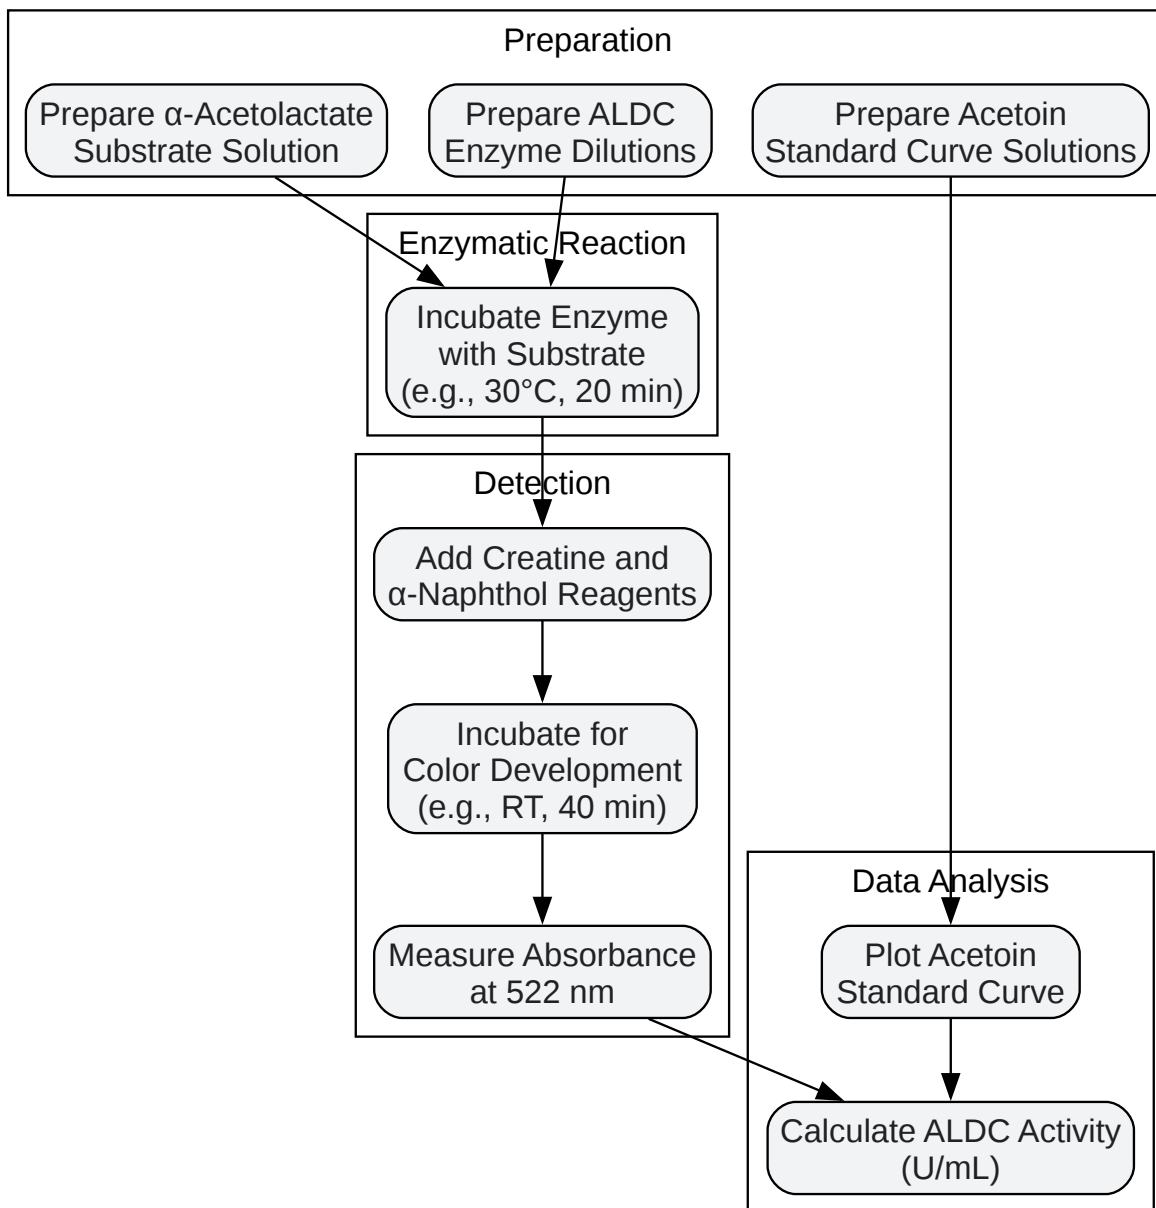 Preparation
Prepare α-Acetolactate
Substrate Solution
Prepare ALDC
Enzyme Dilutions
Prepare Acetoin
Standard Curve Solutions
Enzymatic Reaction
Incubate Enzyme
with Substrate
(e.g., 30°C, 20 min)
Detection
Add Creatine and
α-Naphthol Reagents
Incubate for
Color Development
(e.g., RT, 40 min)
Measure Absorbance
at 522 nm
Data Analysis
Plot Acetoin
Standard Curve
Calculate ALDC Activity
(U/mL)